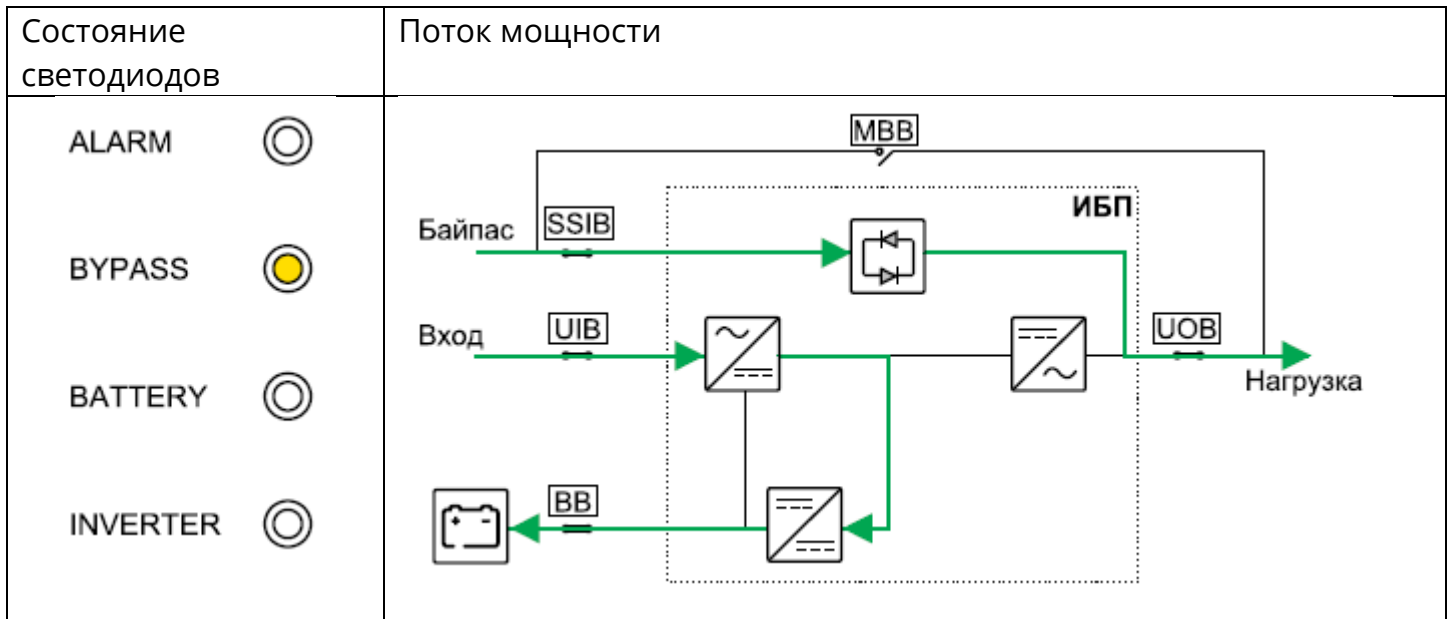 Состояние
светодиодов
Поток мощности
ALARM
BYPASS
BATTERY
INVERTER
MBB
ИБП
Байпас
SSIB
Вход
UIB
UOB
Нагрузка
BB